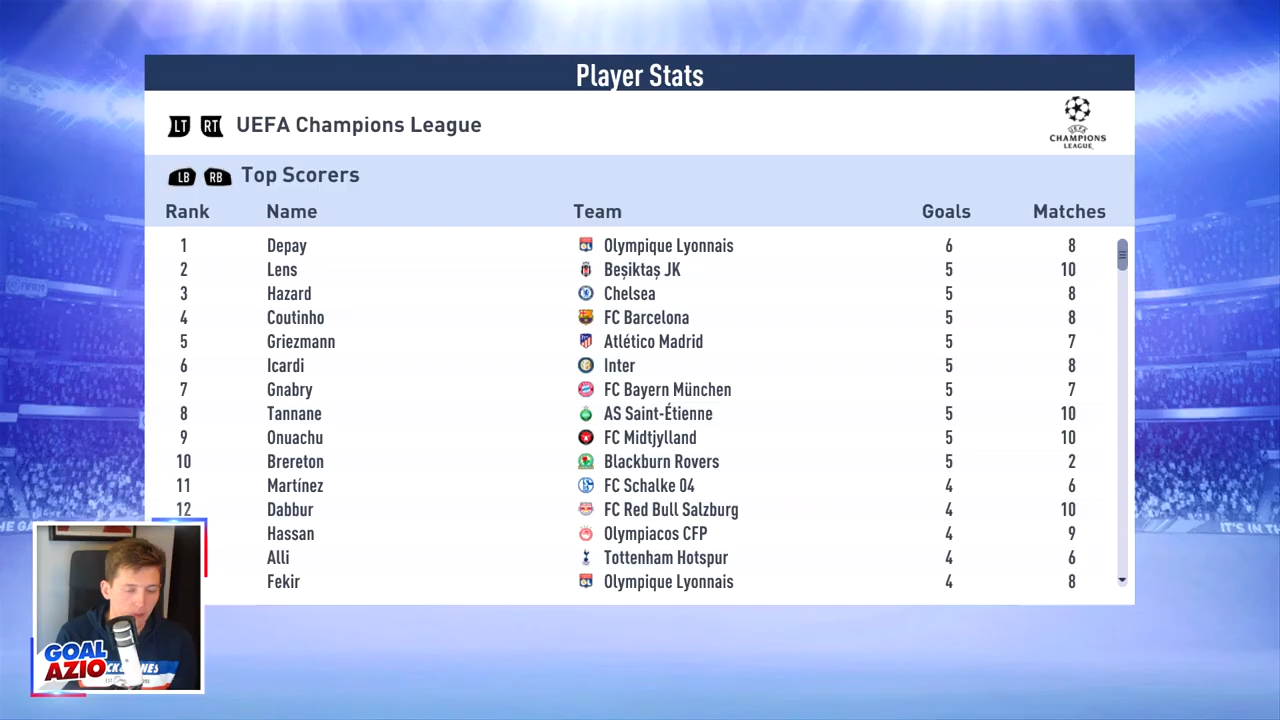 Player Stats
LT RT UEFA Champions League
UEFA CHAMPIONS LEAGUE
LB RB Top Scorers
Rank Name Team Goals Matches
1 Depay Olympique Lyonnais 6 8
2 Lens Beşiktaş JK 5 10
3 Hazard Chelsea 5 8
4 Coutinho FC Barcelona 5 8
5 Griezmann Atlético Madrid 5 7
6 Icardi Inter 5 8
7 Gnabry FC Bayern München 5 7
8 Tannane AS Saint-Étienne 5 10
9 Onuachu FC Midtjylland 5 10
10 Brereton Blackburn Rovers 5 2
11 Martínez FC Schalke 04 4 6
12 Dabbur FC Red Bull Salzburg 4 10
Hassan Olympiacos CFP 4 9
Alli Tottenham Hotspur 4 6
Fekir Olympique Lyonnais 4 8
GOAL
AZIO